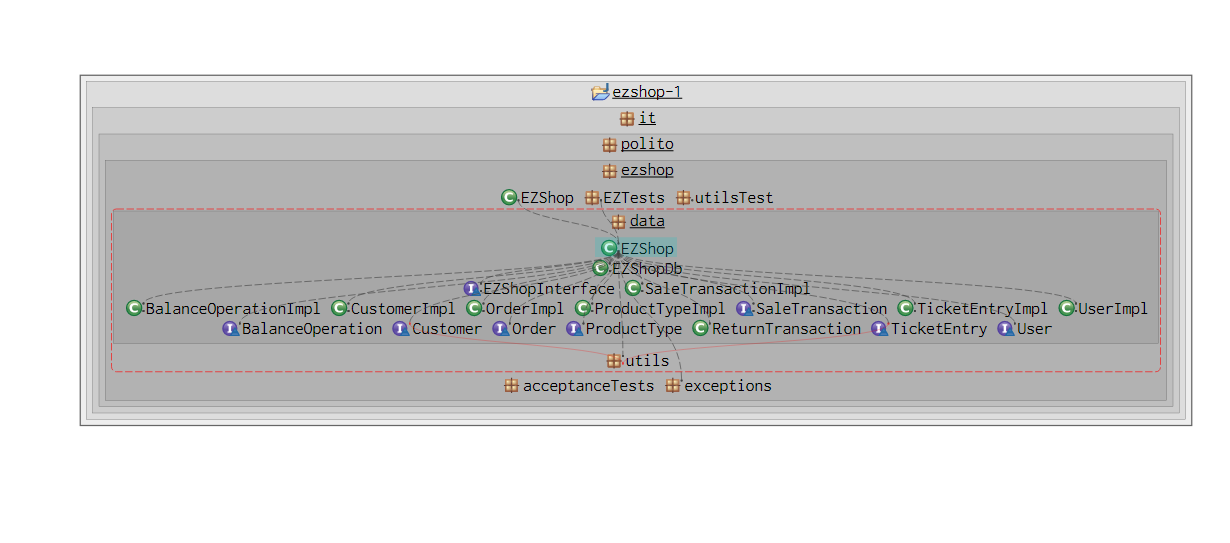 ezshop-1
it
polito
ezshop
EZShop EZTests utilsTest
data
EZShop
EZShopDb
EZShopInterface SaleTransactionImpl
BalanceOperationImpl CustomerImpl OrderImpl ProductTypeImpl SaleTransaction TicketEntryImpl UserImpl
BalanceOperation Customer Order ProductType ReturnTransaction TicketEntry User
utils
acceptanceTests exceptions